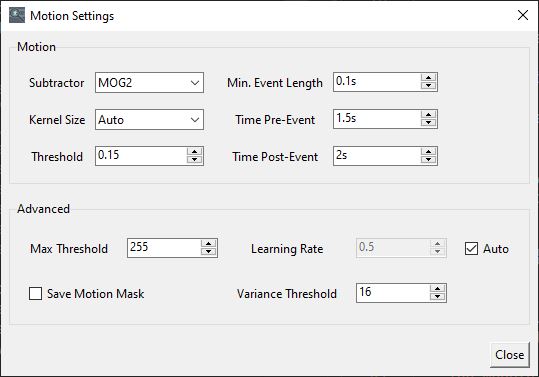 Motion Settings
Motion
Subtractor MOG2 Min. Event Length 0.1s
Kernel Size Auto Time Pre-Event 1.5s
Threshold 0.15 Time Post-Event 2s
Advanced
Max Threshold 255 Learning Rate 0.5 Auto
Save Motion Mask Variance Threshold 16
Close